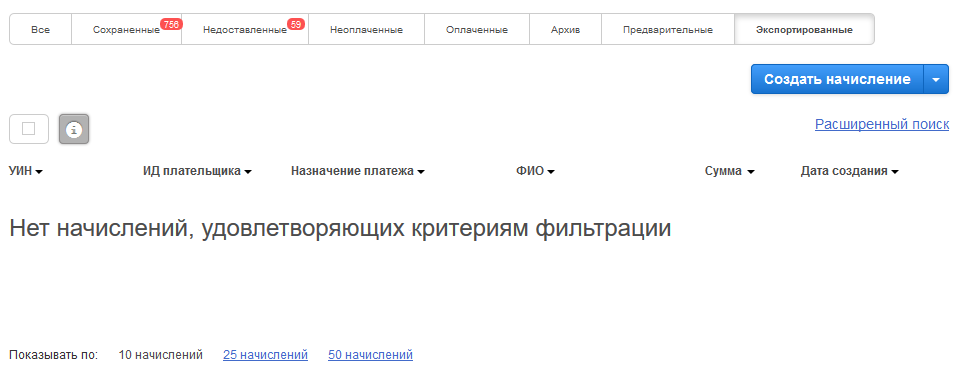 Все Сохраненные 756 Недоставленные 59 Неоплаченные Оплаченные Архив Предварительные Экспортированные
Создать начисление
Расширенный поиск
УИН ИД плательщика Назначение платежа ФИО Сумма Дата создания
Нет начислений, удовлетворяющих критериям фильтрации
Показывать по: 10 начислений 25 начислений 50 начислений